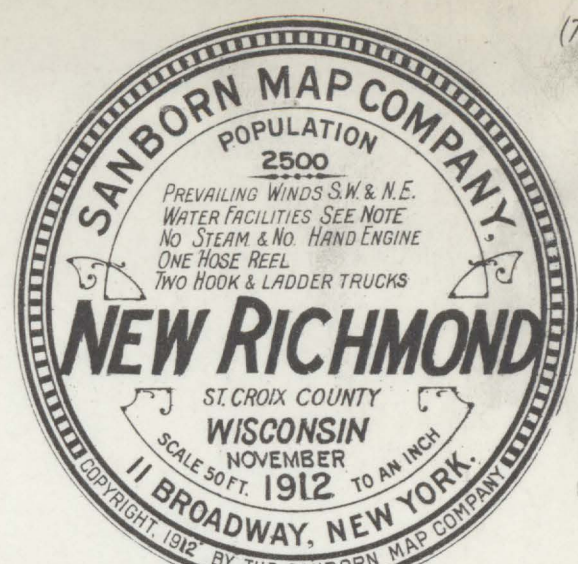 (7
SANBORN MAP COMPANY,
POPULATION
2500
PREVAILING WINDS S.W. & N.E.
WATER FACILITIES SEE NOTE
NO STEAM & NO. HAND ENGINE
ONE HOSE REEL
TWO HOOK & LADDER TRUCKS
NEW RICHMOND
ST. CROIX COUNTY
WISCONSIN
NOVEMBER
1912
SCALE 50 FT. TO AN INCH
11 BROADWAY, NEW YORK.
COPYRIGHT, 1912 BY THE SANBORN MAP COMPANY